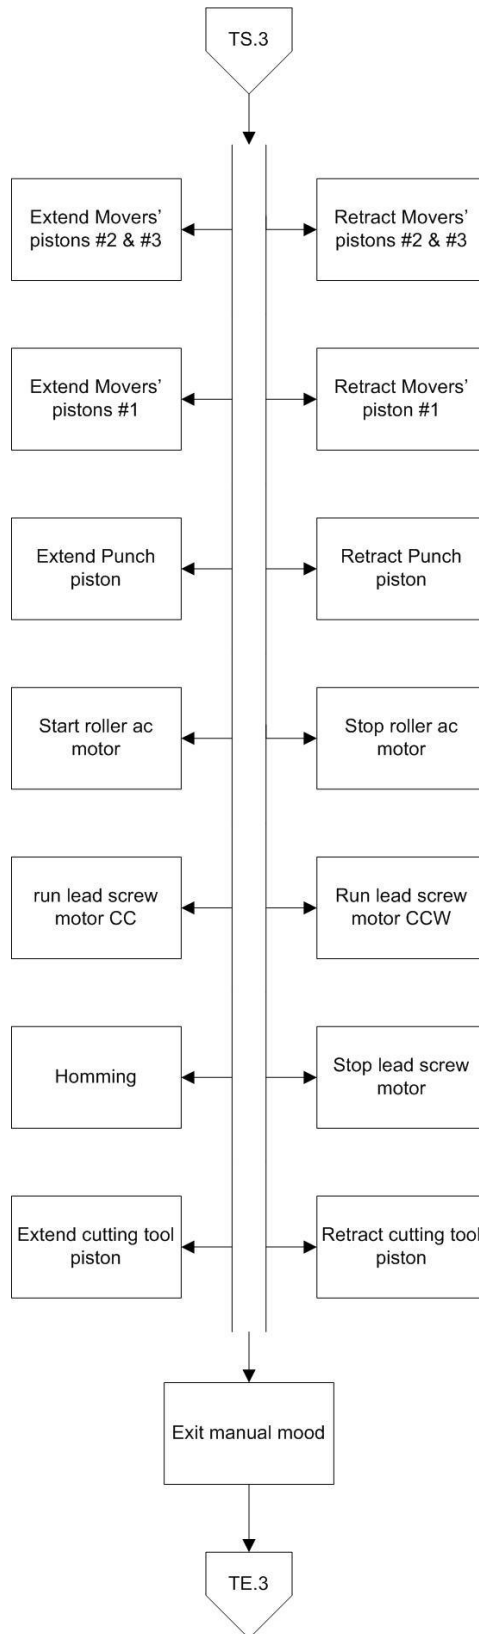 TS.3
Extend Movers'
pistons #2 & #3
Retract Movers'
pistons #2 & #3
Extend Movers'
pistons #1
Retract Movers'
piston #1
Extend Punch
piston
Retract Punch
piston
Start roller ac
motor
Stop roller ac
motor
run lead screw
motor CC
Run lead screw
motor CCW
Homming
Stop lead screw
motor
Extend cutting tool
piston
Retract cutting tool
piston
Exit manual mood
TE.3